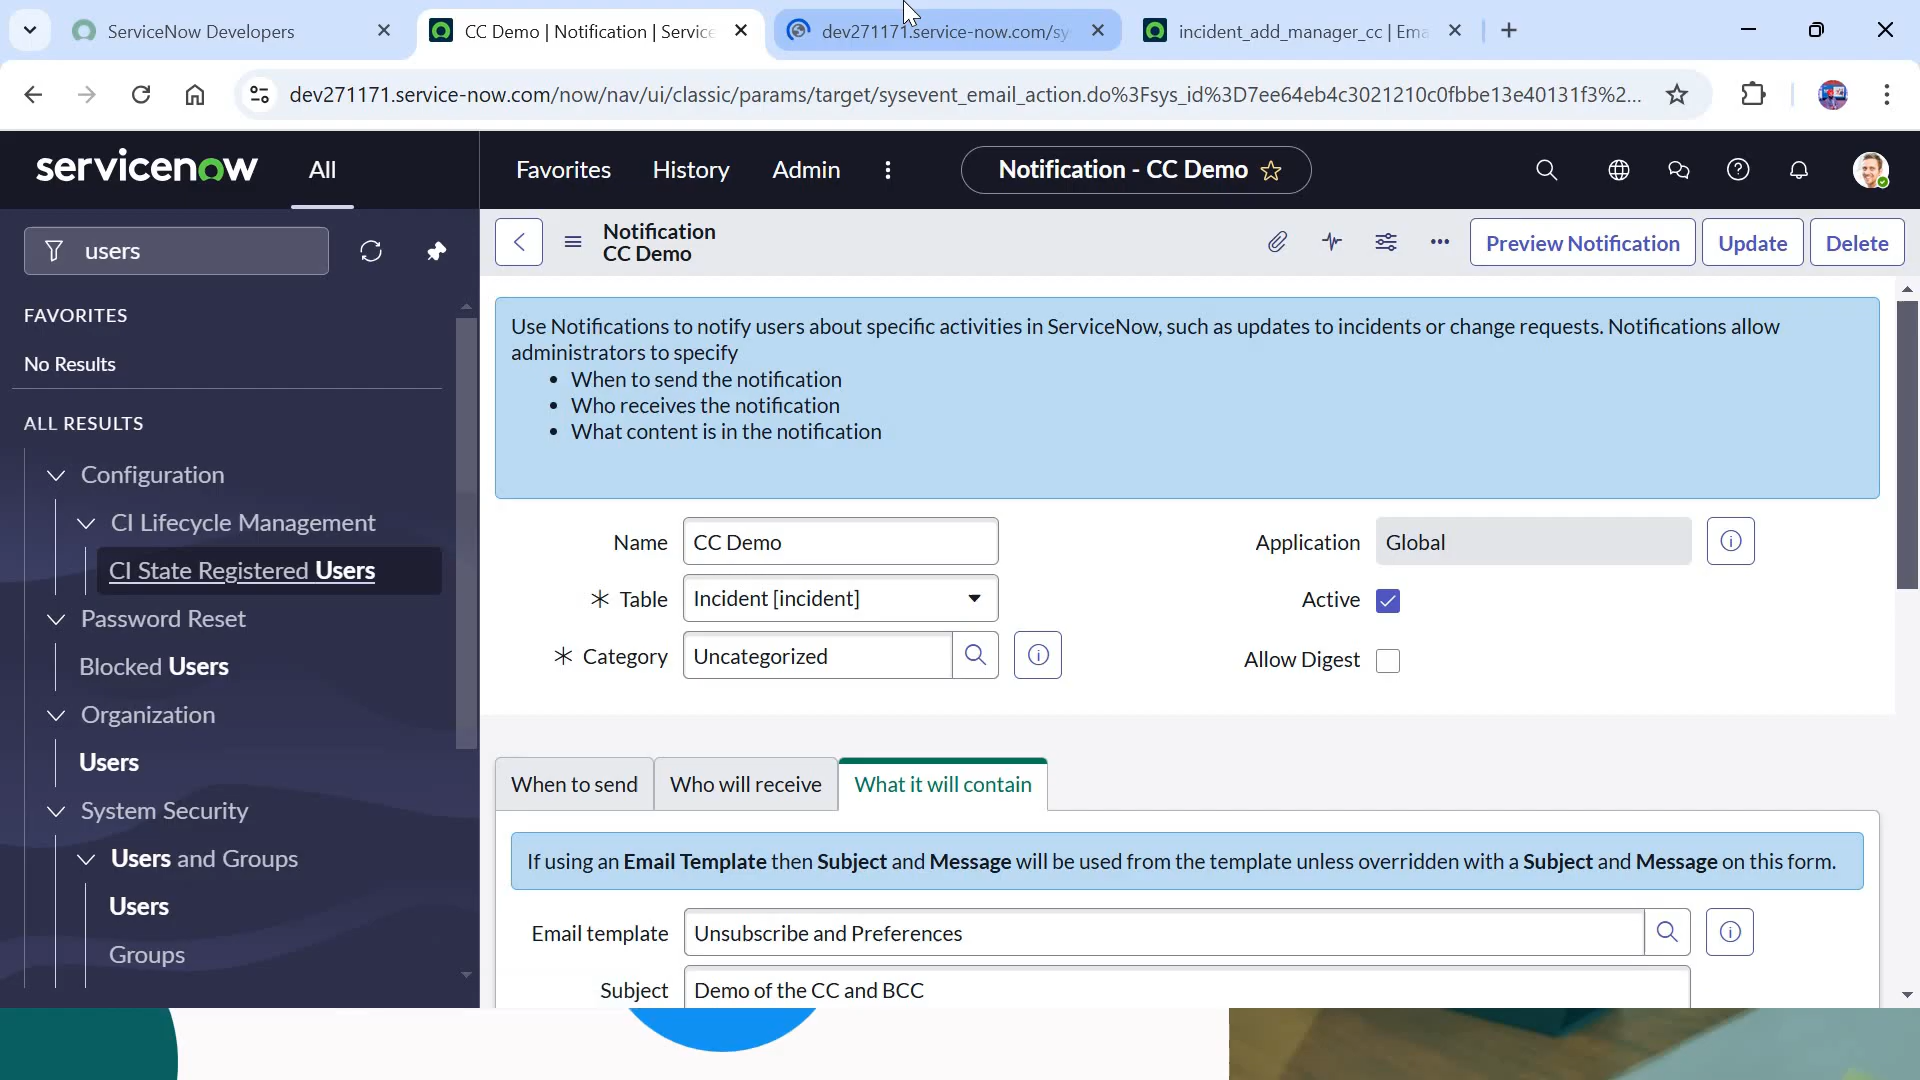 ServiceNow Developers
CC Demo | Notification | Service
dev271171.service-now.com/sy
incident_add_manager_cc | Ema
dev271171.service-now.com/now/nav/ui/classic/params/target/sysevent_email_action.do%3Fsys_id%3D7ee64eb4c3021210c0fbbe13e40131f3%2...
servicenow
All
Favorites
History
Admin
Notification - CC Demo
users
Notification
CC Demo
Preview Notification
Update
Delete
FAVORITES
No Results
ALL RESULTS
Configuration
CI Lifecycle Management
CI State Registered Users
Password Reset
Blocked Users
Organization
Users
System Security
Users and Groups
Users
Groups
Use Notifications to notify users about specific activities in ServiceNow, such as updates to incidents or change requests. Notifications allow
administrators to specify
• When to send the notification
• Who receives the notification
• What content is in the notification
Name
CC Demo
Application
Global
Table
Incident [incident]
Active
Category
Uncategorized
Allow Digest
When to send
Who will receive
What it will contain
If using an Email Template then Subject and Message will be used from the template unless overridden with a Subject and Message on this form.
Email template
Unsubscribe and Preferences
Subject
Demo of the CC and BCC